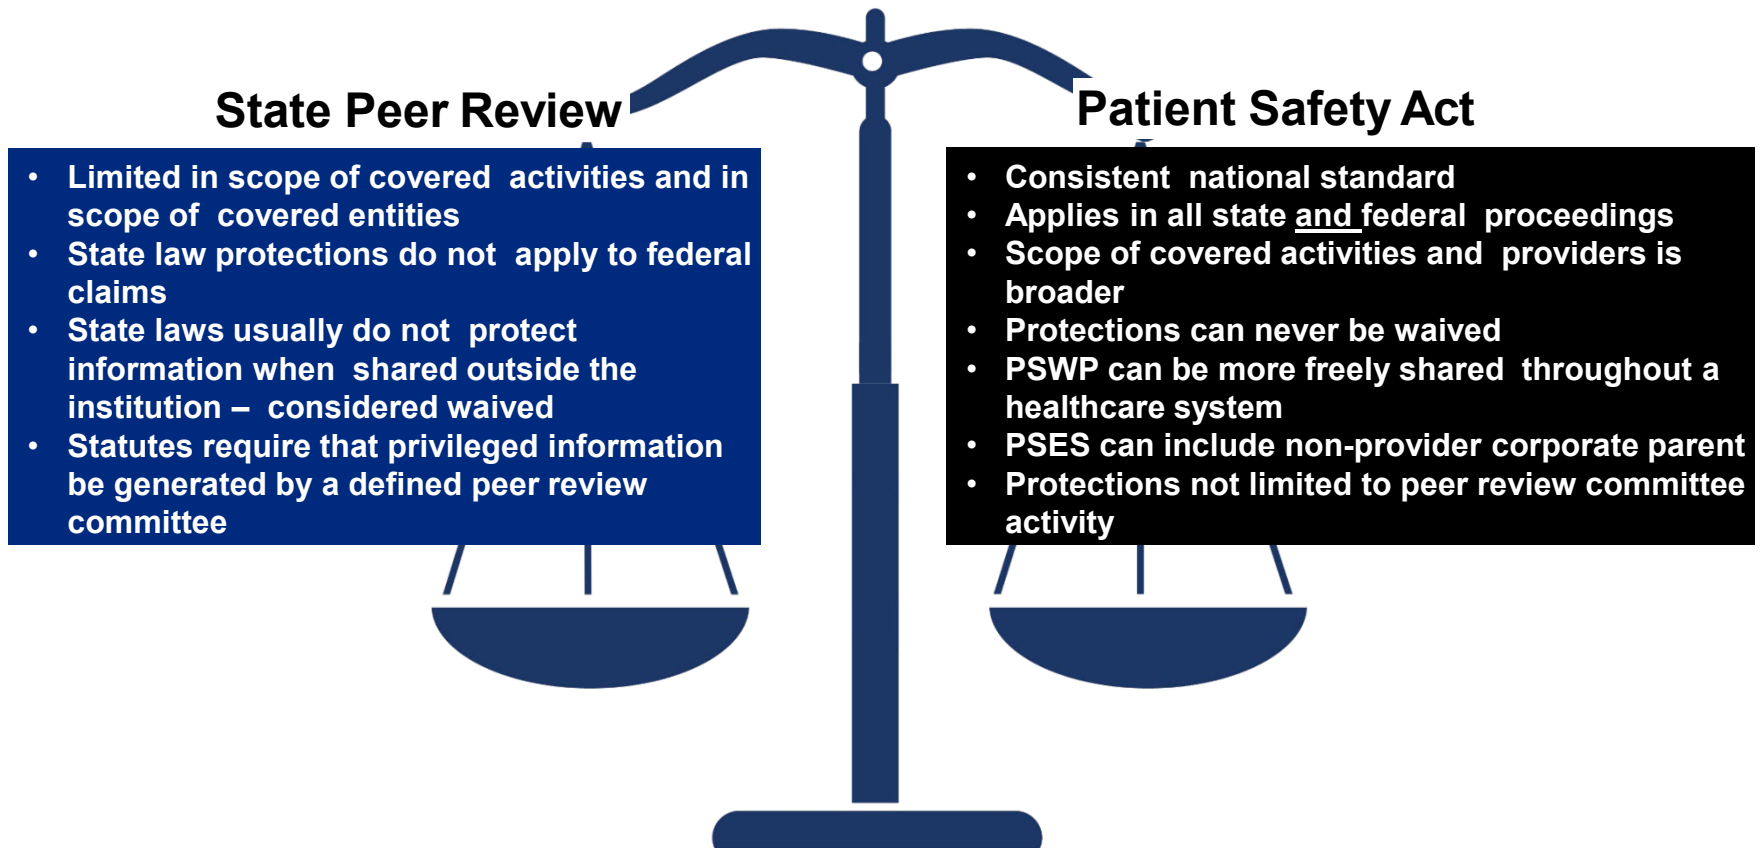 State Peer Review
• Limited in scope of covered activities and in
scope of covered entities
• State law protections do not apply to federal
claims
• State laws usually do not protect
information when shared outside the
institution – considered waived
• Statutes require that privileged information
be generated by a defined peer review
committee
Patient Safety Act
• Consistent national standard
• Applies in all state and federal proceedings
• Scope of covered activities and providers is
broader
• Protections can never be waived
• PSWP can be more freely shared throughout a
healthcare system
• PSES can include non-provider corporate parent
• Protections not limited to peer review committee
activity